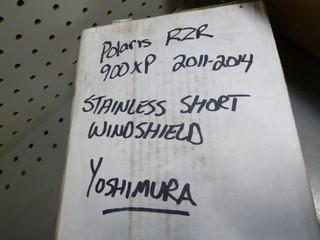 Polaris RZR
900XP 2011-2014
STAINLESS SHORT
WINDSHIELD
YOSHIMURA